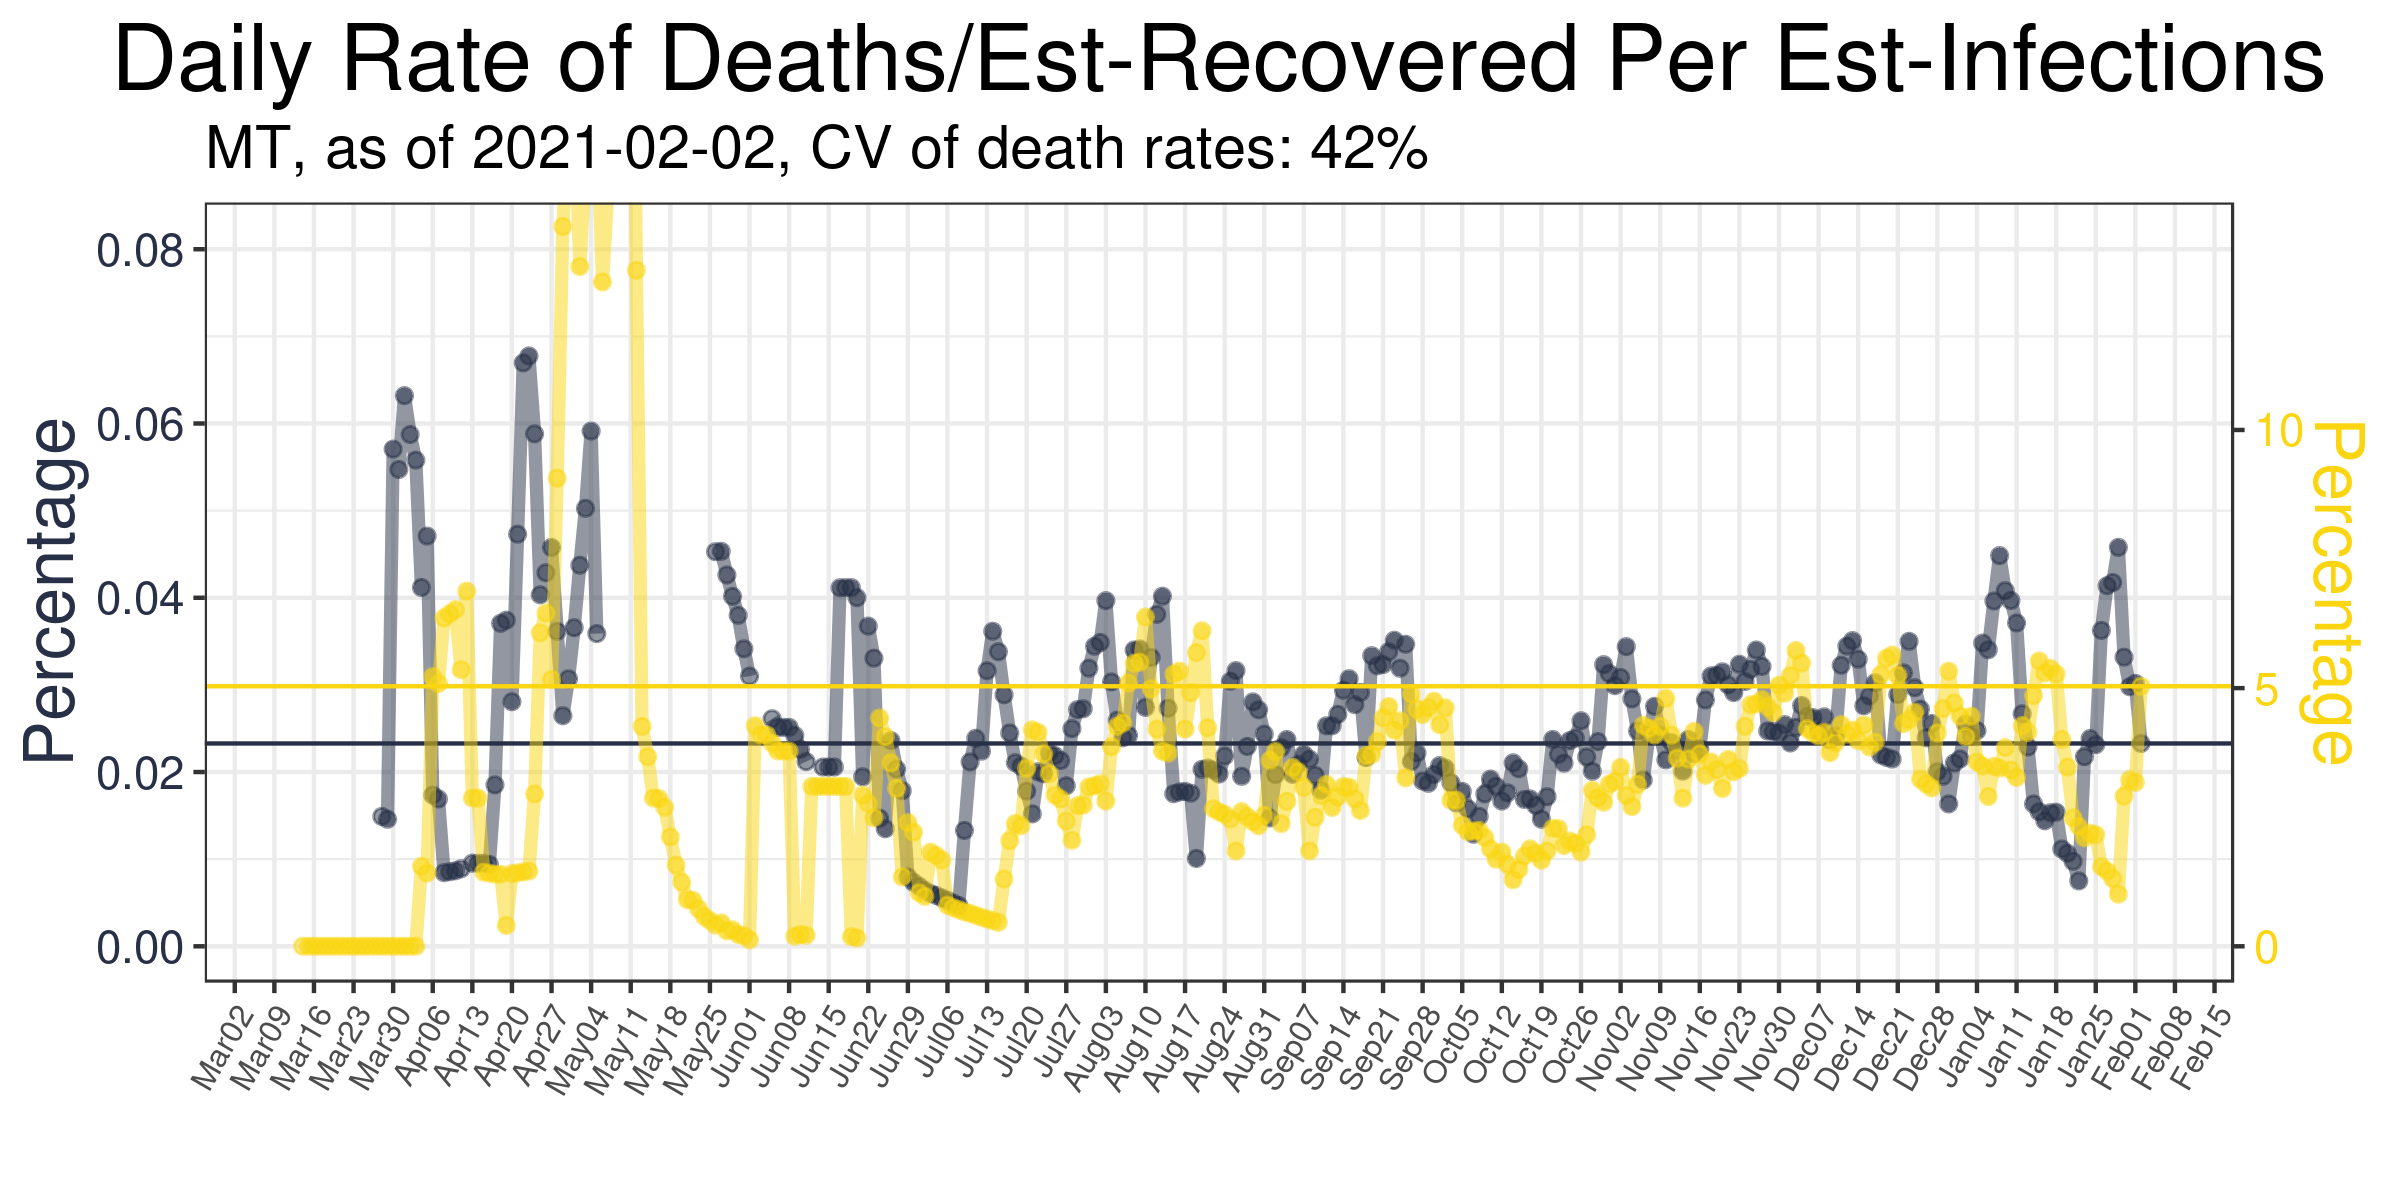 Daily Rate of Deaths/Est-Recovered Per Est-Infections
MT, as of 2021-02-02, CV of death rates: 42%
Percentage
0.08
0.06
0.04
0.02
0.00
10
5
0
Percentage
Mar02
Mar09
Mar16
Mar23
Mar30
Apr06
Apr13
Apr20
Apr27
May04
May11
May18
May25
Jun01
Jun08
Jun15
Jun22
Jun29
Jul06
Jul13
Jul20
Jul27
Aug03
Aug10
Aug17
Aug24
Aug31
Sep07
Sep14
Sep21
Sep28
Oct05
Oct12
Oct19
Oct26
Nov02
Nov09
Nov16
Nov23
Nov30
Dec07
Dec14
Dec21
Dec28
Jan04
Jan11
Jan18
Jan25
Feb01
Feb08
Feb15